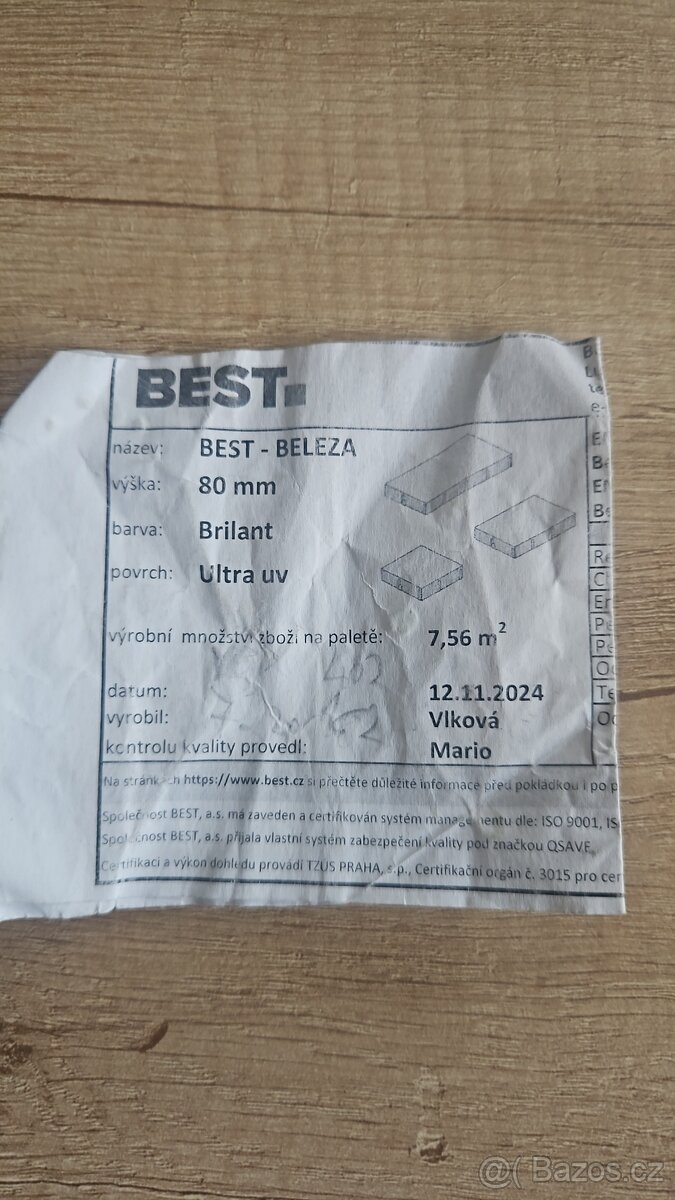 BEST
název: BEST - BELEZA
výška: 80 mm
barva: Brilant
povrch: Ultra uv
výrobní množství zboží na paletě: 7,56 m²
datum: 12.11.2024
vyrobil: Vlková
kontrolu kvality provedl: Mario
Na stránkách https://www.best.cz si přečtěte důležité informace před pokládkou i po p
Společnost BEST, a.s. má zaveden a certifikován systém managementu dle: ISO 9001, IS
Společnost BEST, a.s. přijala vlastní systém zabezpečení kvality pod značkou QSAVE,
Certifikaci a výkon dohledu provádí TZUS PRAHA, s.p., Certifikační orgán č. 3015 pro cer
@( Bazos.cz